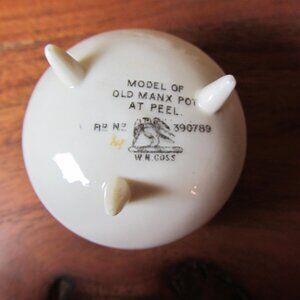 MODEL OF
OLD MANX POT
AT PEEL.
Rd No 390789
W.H. GOSS